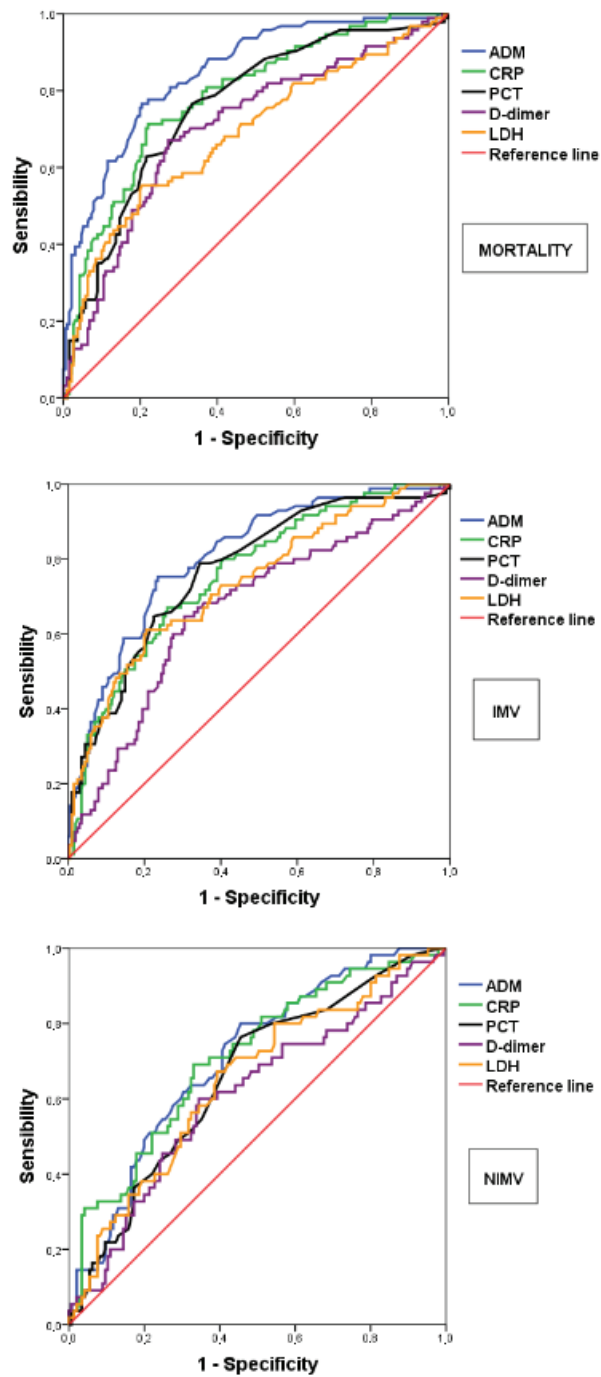 1,0
0,8
0,6
0,4
0,2
0,0
Sensibility
0,0 0,2 0,4 0,6 0,8 1,0
1 - Specificity
ADM
CRP
PCT
D-dimer
LDH
Reference line
MORTALITY
1,0
0,8
0,6
0,4
0,2
0,0
Sensibility
0,0 0,2 0,4 0,6 0,8 1,0
1 - Specificity
ADM
CRP
PCT
D-dimer
LDH
Reference line
IMV
1,0
0,8
0,6
0,4
0,2
0,0
Sensibility
0,0 0,2 0,4 0,6 0,8 1,0
1 - Specificity
ADM
CRP
PCT
D-dimer
LDH
Reference line
NIMV